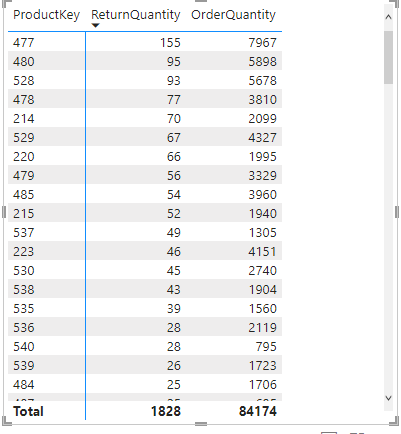 ProductKey ReturnQuantity OrderQuantity
477 155 7967
480 95 5898
528 93 5678
478 77 3810
214 70 2099
529 67 4327
220 66 1995
479 56 3329
485 54 3960
215 52 1940
537 49 1305
223 46 4151
530 45 2740
538 43 1904
535 39 1560
536 28 2119
540 28 795
539 26 1723
484 25 1706
Total 1828 84174